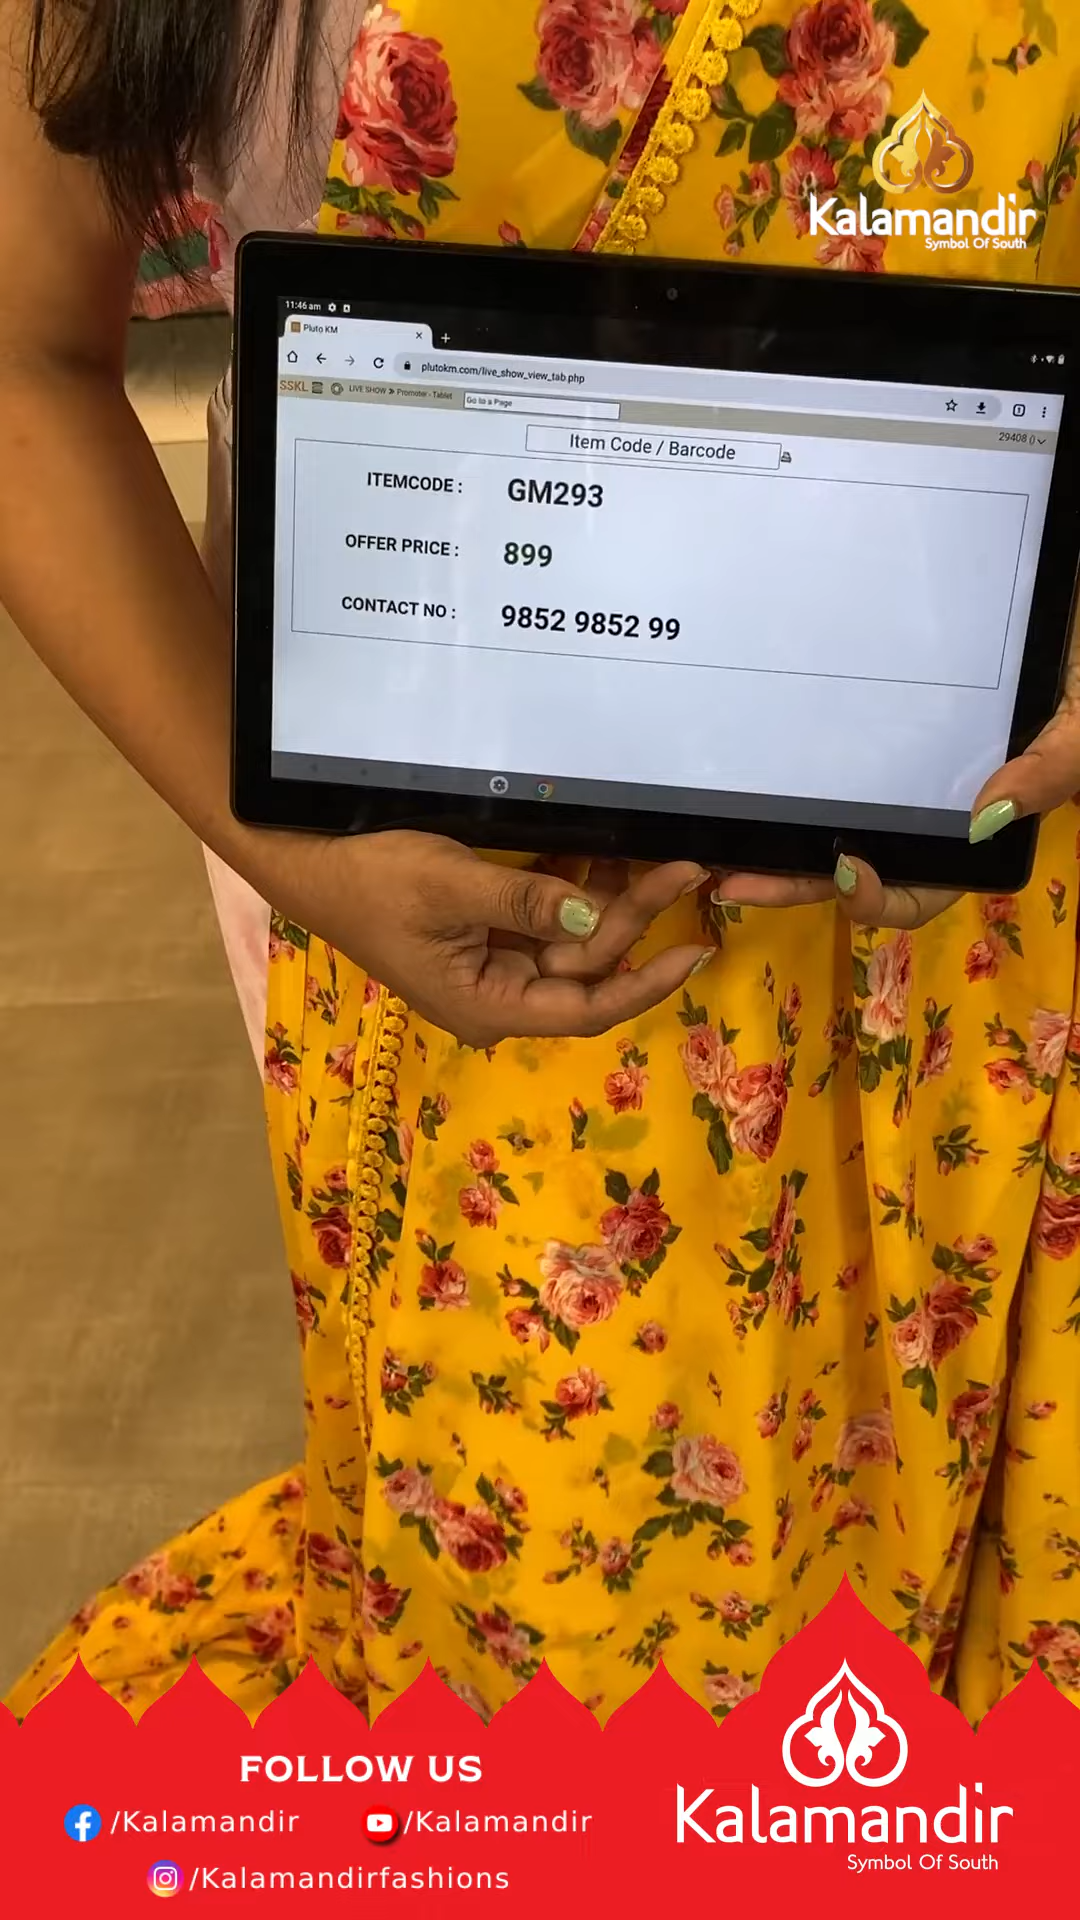 Kalamandir
Symbol Of South
11:46 am
Pluto KM
plutokm.com/live_show_view_tab.php
SSKL LIVE SHOW > Promoter - Tablet Go to a Page
29408 ()
Item Code / Barcode
ITEMCODE : GM293
OFFER PRICE : 899
CONTACT NO : 9852 9852 99
FOLLOW US
/Kalamandir /Kalamandir
/Kalamandirfashions
Kalamandir
Symbol Of South